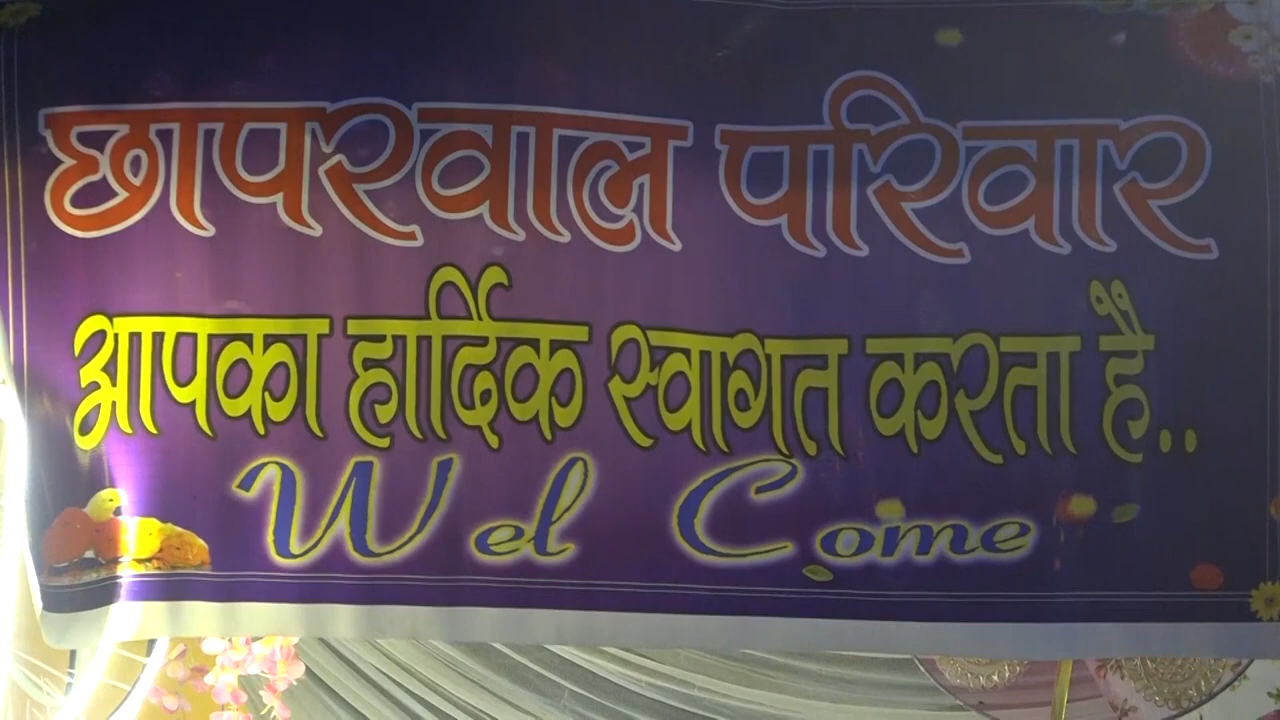 छापरवाल परिवार
आपका हार्दिक स्वागत करता है..
Wel Come